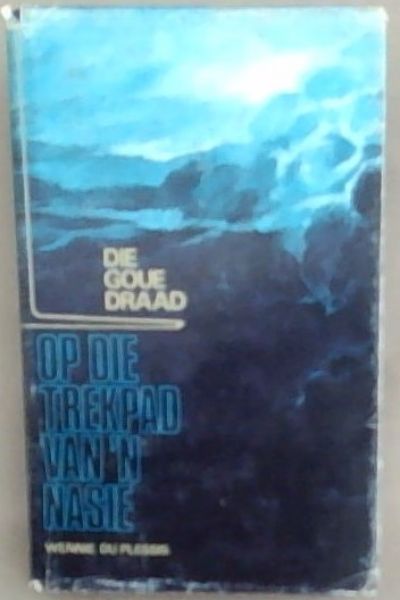 DIE
GOUE
DRAAD
OP DIE
TREKPAD
VAN 'N
NASIE
WENNIE DU PLESSIS